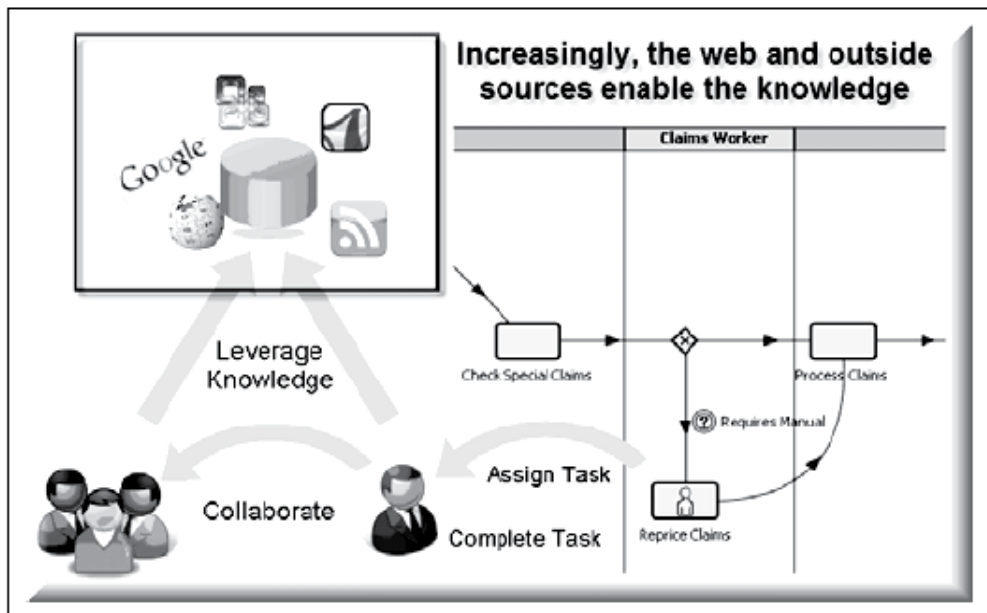 Increasingly, the web and outside
sources enable the knowledge
Google
Claims Worker
Leverage
Knowledge
Check Special Claims
Process Claims
Requires Manual
Assign Task
Collaborate
Complete Task
Reprice Claims